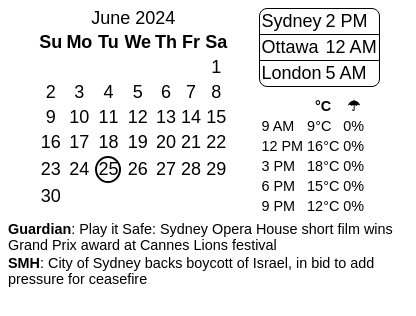 June 2024
Su Mo Tu We Th Fr Sa
1
2 3 4 5 6 7 8
9 10 11 12 13 14 15
16 17 18 19 20 21 22
23 24 25 26 27 28 29
30
Sydney 2 PM
Ottawa 12 AM
London 5 AM
°C ☂
9 AM 9°C 0%
12 PM 16°C 0%
3 PM 18°C 0%
6 PM 15°C 0%
9 PM 12°C 0%
Guardian: Play it Safe: Sydney Opera House short film wins
Grand Prix award at Cannes Lions festival
SMH: City of Sydney backs boycott of Israel, in bid to add
pressure for ceasefire